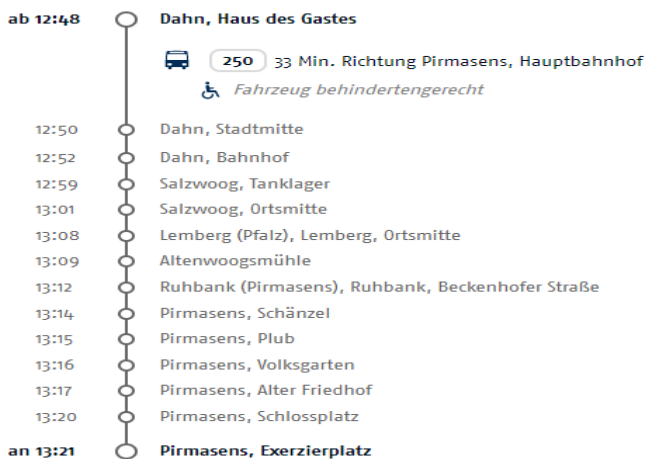 ab 12:48 Dahn, Haus des Gastes
250 33 Min. Richtung Pirmasens, Hauptbahnhof
Fahrzeug behindertengerecht
12:50 Dahn, Stadtmitte
12:52 Dahn, Bahnhof
12:59 Salzwoog, Tanklager
13:01 Salzwoog, Ortsmitte
13:08 Lemberg (Pfalz), Lemberg, Ortsmitte
13:09 Altenwoogsmühle
13:12 Ruhbank (Pirmasens), Ruhbank, Beckenhofer Straße
13:14 Pirmasens, Schänzel
13:15 Pirmasens, Plub
13:16 Pirmasens, Volksgarten
13:17 Pirmasens, Alter Friedhof
13:20 Pirmasens, Schlossplatz
an 13:21 Pirmasens, Exerzierplatz